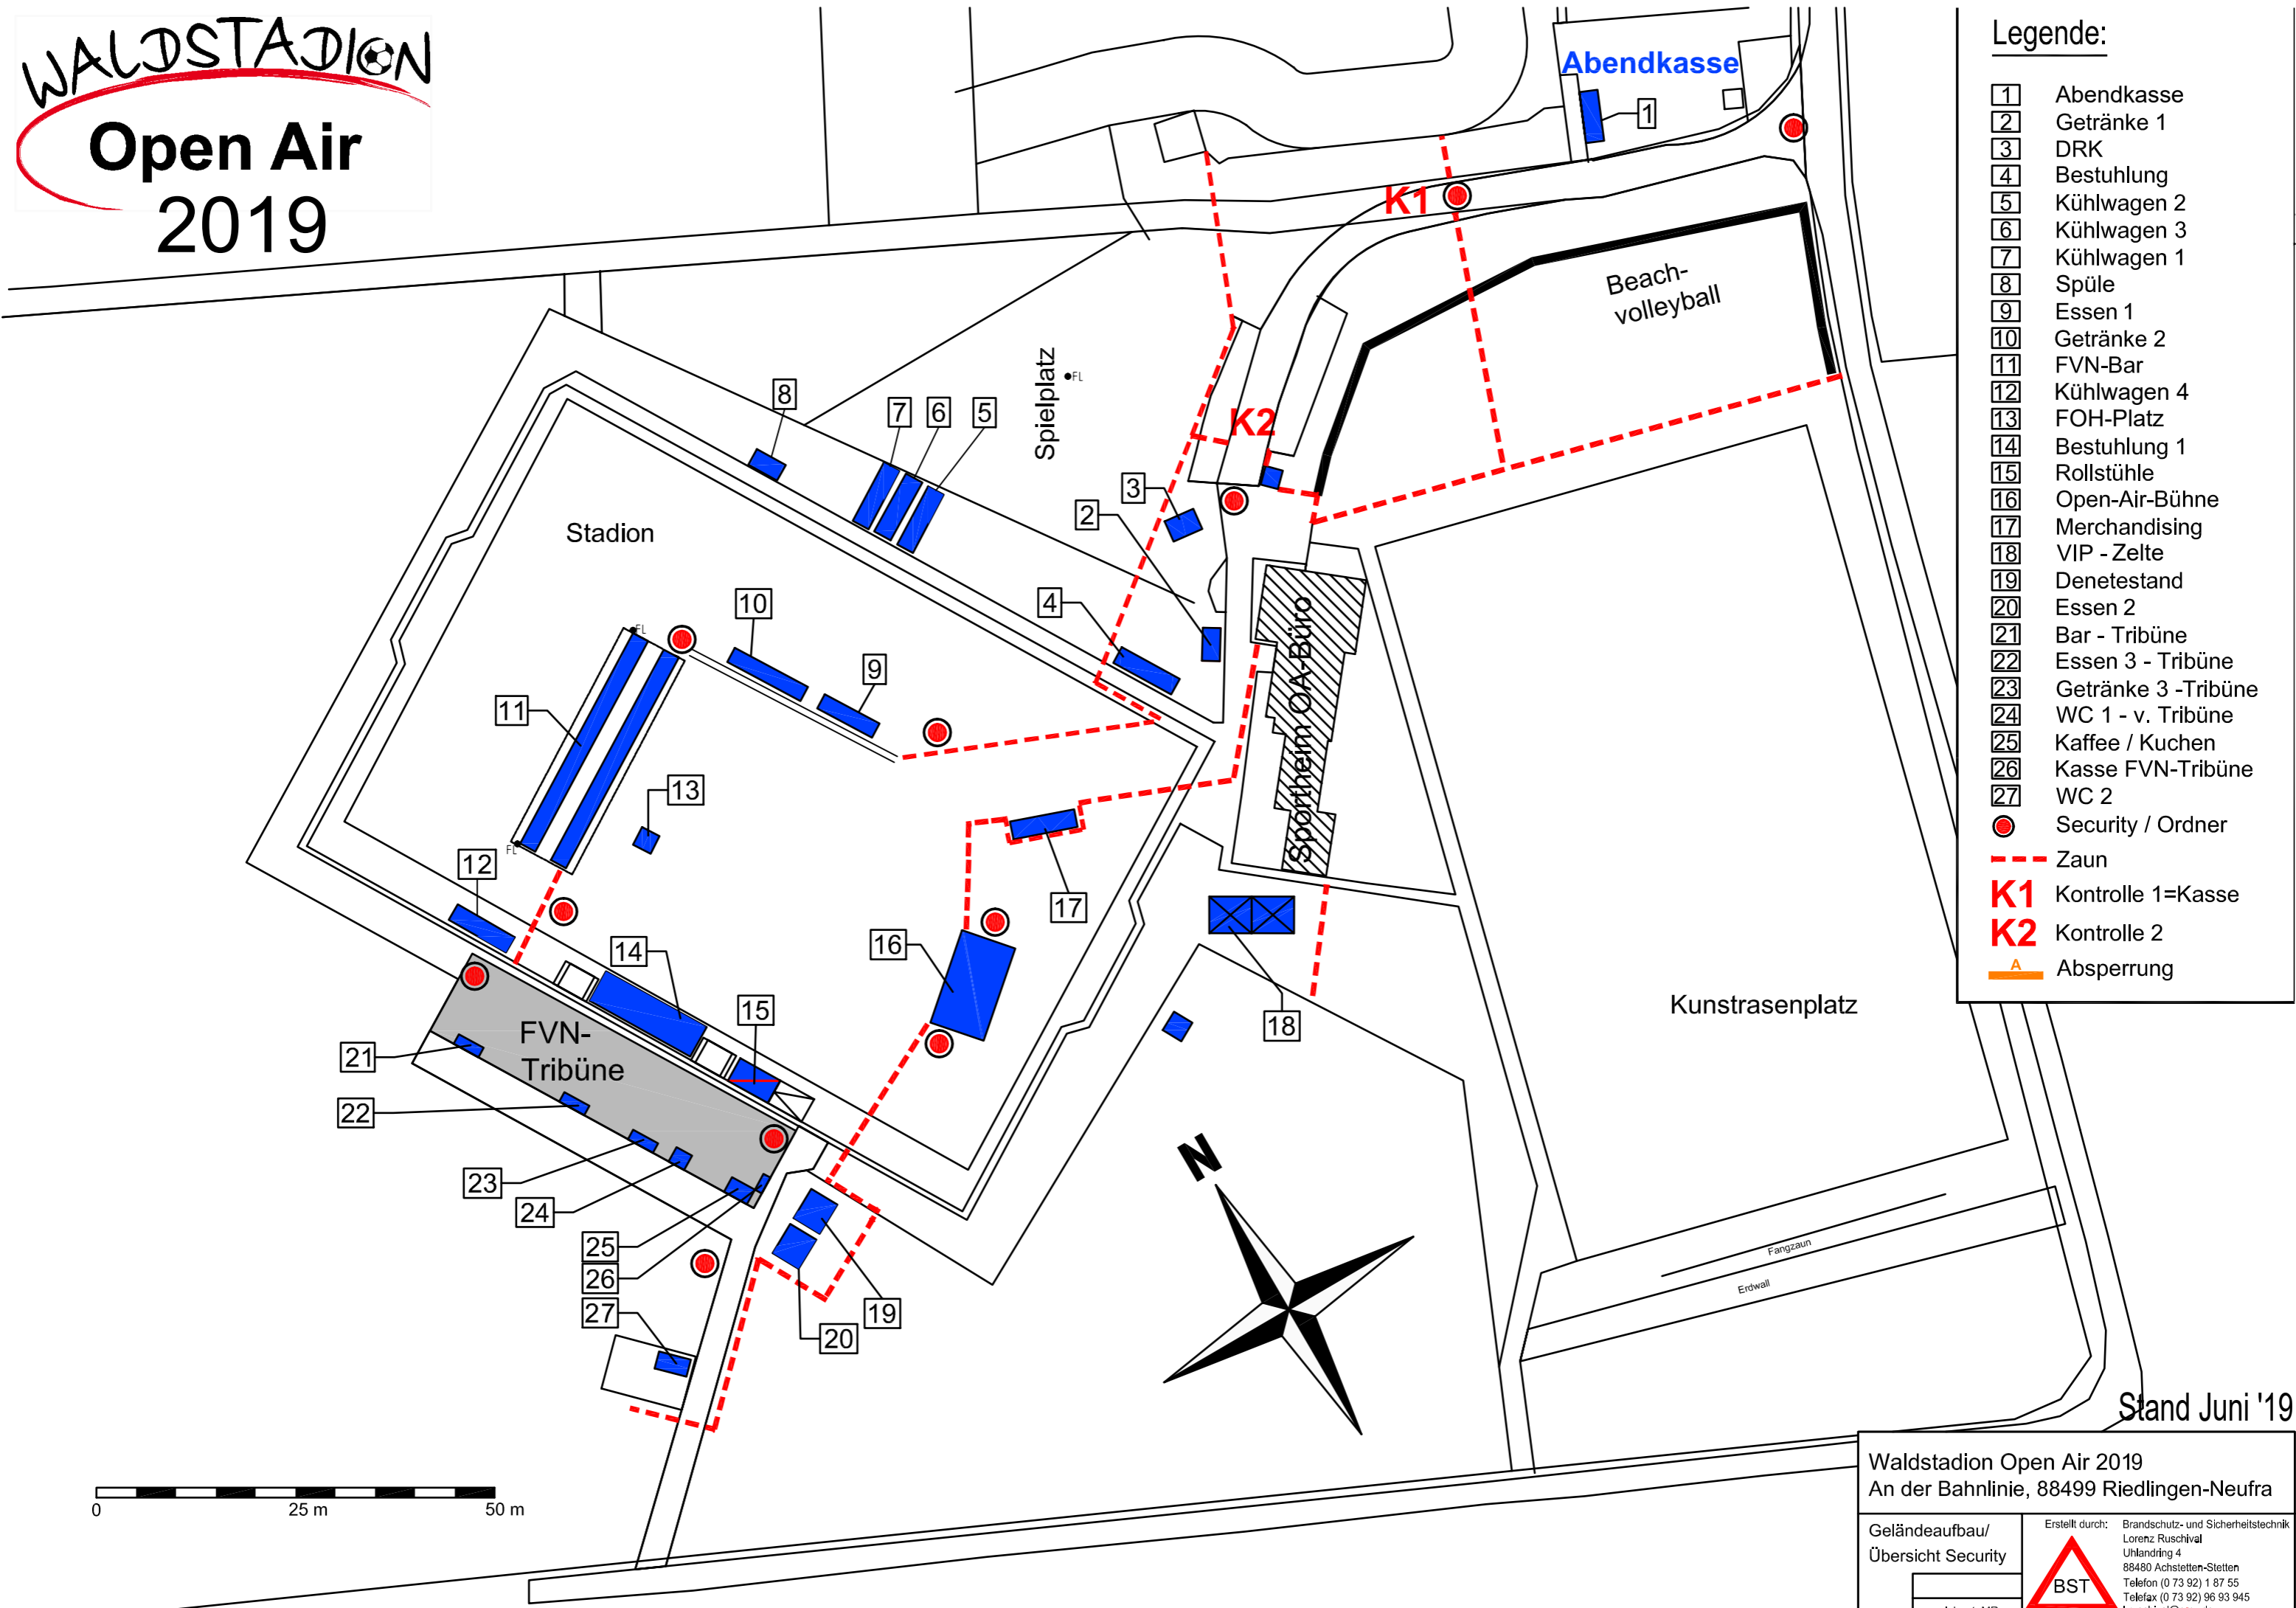 WALDSTADION
Open Air
2019
Abendkasse
1
K1
Beach-
volleyball
Spielplatz
FL
K2
8
7
6
5
3
2
4
Stadion
10
9
FL
11
13
FL
12
14
15
16
17
18
Sportheim OA-Büro
Kunstrasenplatz
FVN-
Tribüne
21
22
23
24
25
26
27
19
20
N
Fangzaun
Erdwall
0
25 m
50 m
Legende:
1 Abendkasse
2 Getränke 1
3 DRK
4 Bestuhlung
5 Kühlwagen 2
6 Kühlwagen 3
7 Kühlwagen 1
8 Spüle
9 Essen 1
10 Getränke 2
11 FVN-Bar
12 Kühlwagen 4
13 FOH-Platz
14 Bestuhlung 1
15 Rollstühle
16 Open-Air-Bühne
17 Merchandising
18 VIP - Zelte
19 Denetestand
20 Essen 2
21 Bar - Tribüne
22 Essen 3 - Tribüne
23 Getränke 3 -Tribüne
24 WC 1 - v. Tribüne
25 Kaffee / Kuchen
26 Kasse FVN-Tribüne
27 WC 2
Security / Ordner
Zaun
K1 Kontrolle 1=Kasse
K2 Kontrolle 2
A Absperrung
Stand Juni '19
Waldstadion Open Air 2019
An der Bahnlinie, 88499 Riedlingen-Neufra
Geländeaufbau/
Übersicht Security
Erstellt durch:
BST
Brandschutz- und Sicherheitstechnik
Lorenz Ruschival
Uhlandring 4
88480 Achstetten-Stetten
Telefon (0 73 92) 1 87 55
Telefax (0 73 92) 96 93 945